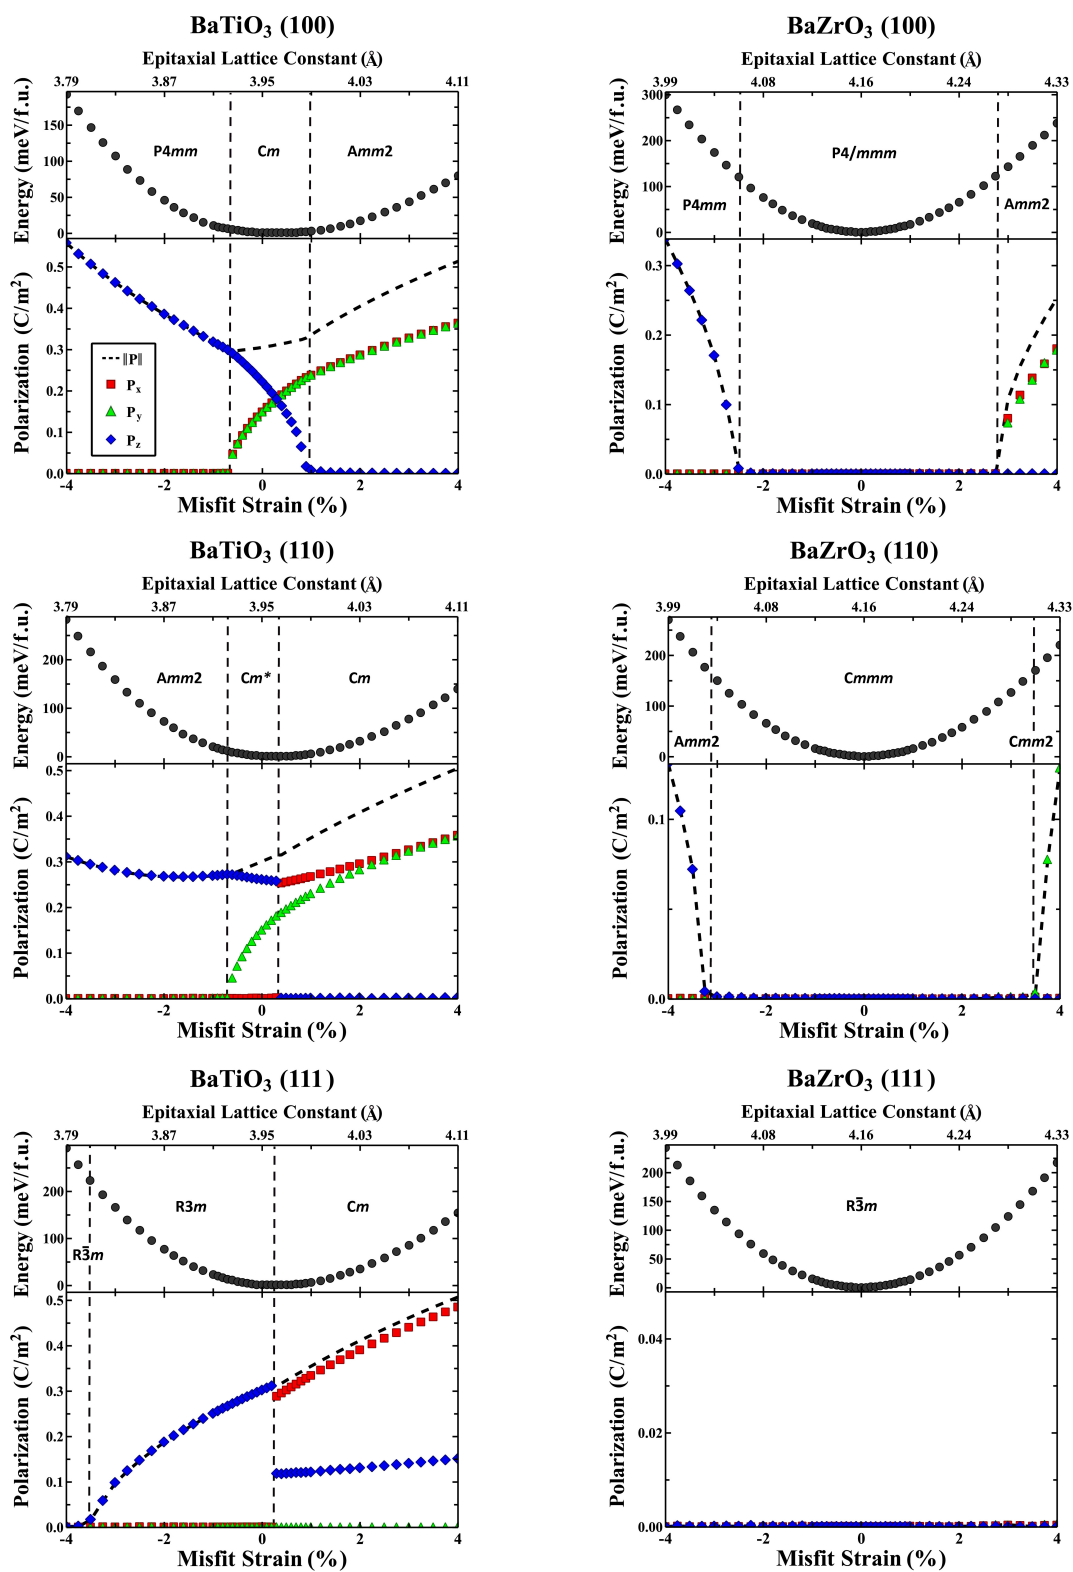 BaTiO3 (100)
Epitaxial Lattice Constant (Å)
3.79 3.87 3.95 4.03 4.11
Energy (meV/f.u.)
150
100
50
0
P4mm Cm Amm2
Polarization (C/m²)
0.5
0.4
0.3
0.2
0.1
0.0
||P||
Px
Py
Pz
-4 -2 0 2 4
Misfit Strain (%)
BaZrO3 (100)
Epitaxial Lattice Constant (Å)
3.99 4.08 4.16 4.24 4.33
Energy (meV/f.u.)
300
200
100
0
P4/mmm
P4mm Amm2
Polarization (C/m²)
0.3
0.2
0.1
0.0
-4 -2 0 2 4
Misfit Strain (%)
BaTiO3 (110)
Epitaxial Lattice Constant (Å)
3.79 3.87 3.95 4.03 4.11
Energy (meV/f.u.)
200
100
0
Amm2 Cm* Cm
Polarization (C/m²)
0.5
0.4
0.3
0.2
0.1
0.0
-4 -2 0 2 4
Misfit Strain (%)
BaZrO3 (110)
Epitaxial Lattice Constant (Å)
3.99 4.08 4.16 4.24 4.33
Energy (meV/f.u.)
200
100
0
Cmmm
Amm2 Cmm2
Polarization (C/m²)
0.1
0.0
-4 -2 0 2 4
Misfit Strain (%)
BaTiO3 (111)
Epitaxial Lattice Constant (Å)
3.79 3.87 3.95 4.03 4.11
Energy (meV/f.u.)
200
100
0
R3m Cm
R3̅m
Polarization (C/m²)
0.5
0.4
0.3
0.2
0.1
0.0
-4 -2 0 2 4
Misfit Strain (%)
BaZrO3 (111)
Epitaxial Lattice Constant (Å)
3.99 4.08 4.16 4.24 4.33
Energy (meV/f.u.)
200
150
100
50
0
R3̅m
Polarization (C/m²)
0.04
0.02
0.00
-4 -2 0 2 4
Misfit Strain (%)